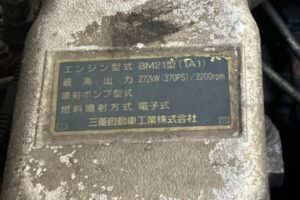 エンジン型式 8M21型(1A1)
最高出力 272kW(370PS)/2200rpm
噴射ポンプ型式
燃料噴射方式 電子式
三菱自動車工業株式会社